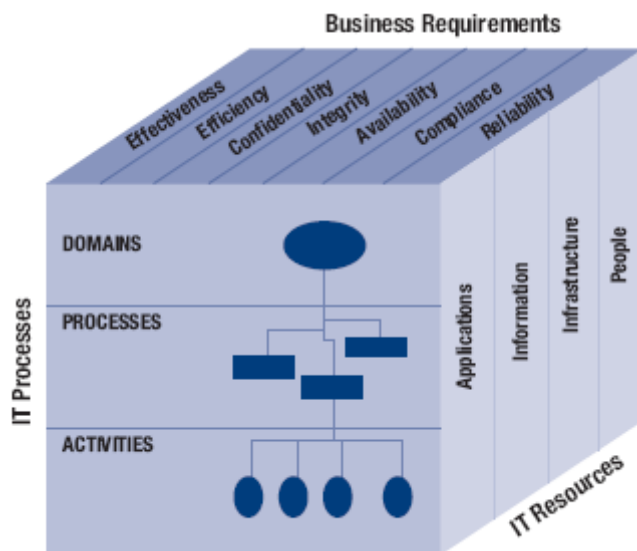 Business Requirements
Effectiveness
Efficiency
Confidentiality
Integrity
Availability
Compliance
Reliability
IT Processes
DOMAINS
PROCESSES
ACTIVITIES
Applications
Information
Infrastructure
People
IT Resources